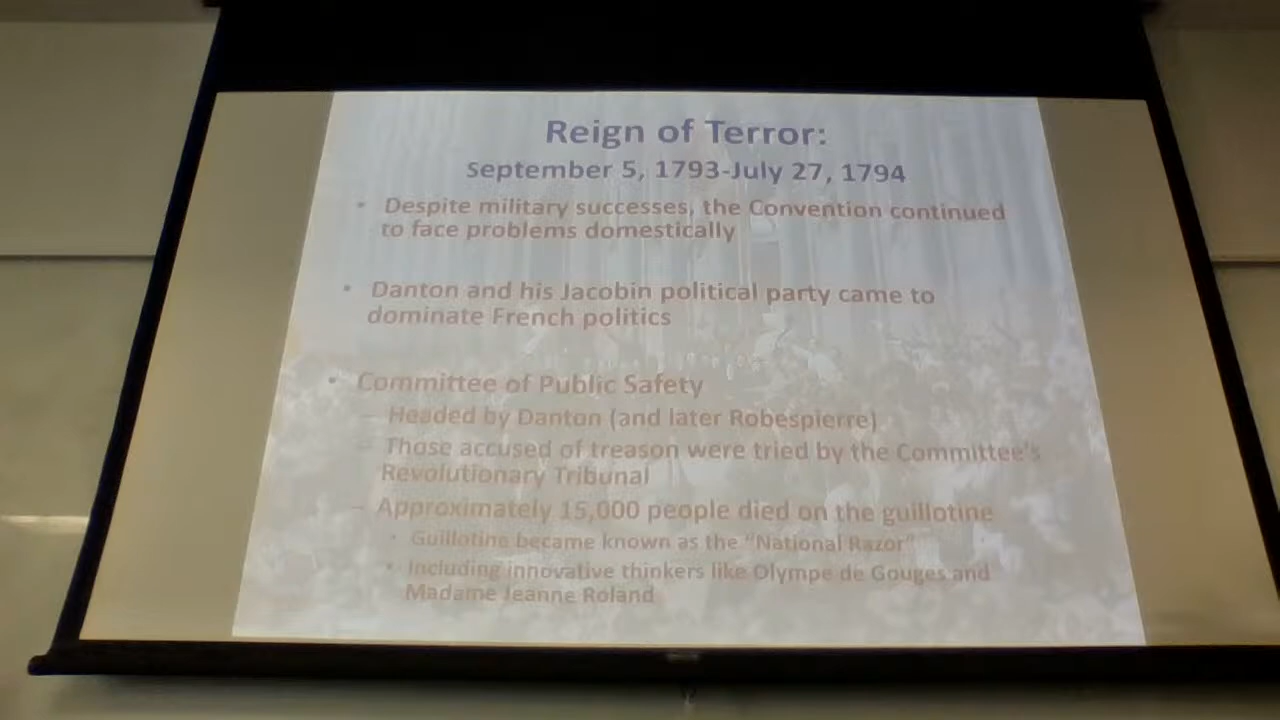 Reign of Terror:
September 5, 1793-July 27, 1794
• Despite military successes, the Convention continued
to face problems domestically
• Danton and his Jacobin political party came to
dominate French politics
• Committee of Public Safety
– Headed by Danton (and later Robespierre)
– Those accused of treason were tried by the Committee's
Revolutionary Tribunal
– Approximately 15,000 people died on the guillotine
• Guillotine became known as the "National Razor"
• Including innovative thinkers like Olympe de Gouges and
Madame Jeanne Roland